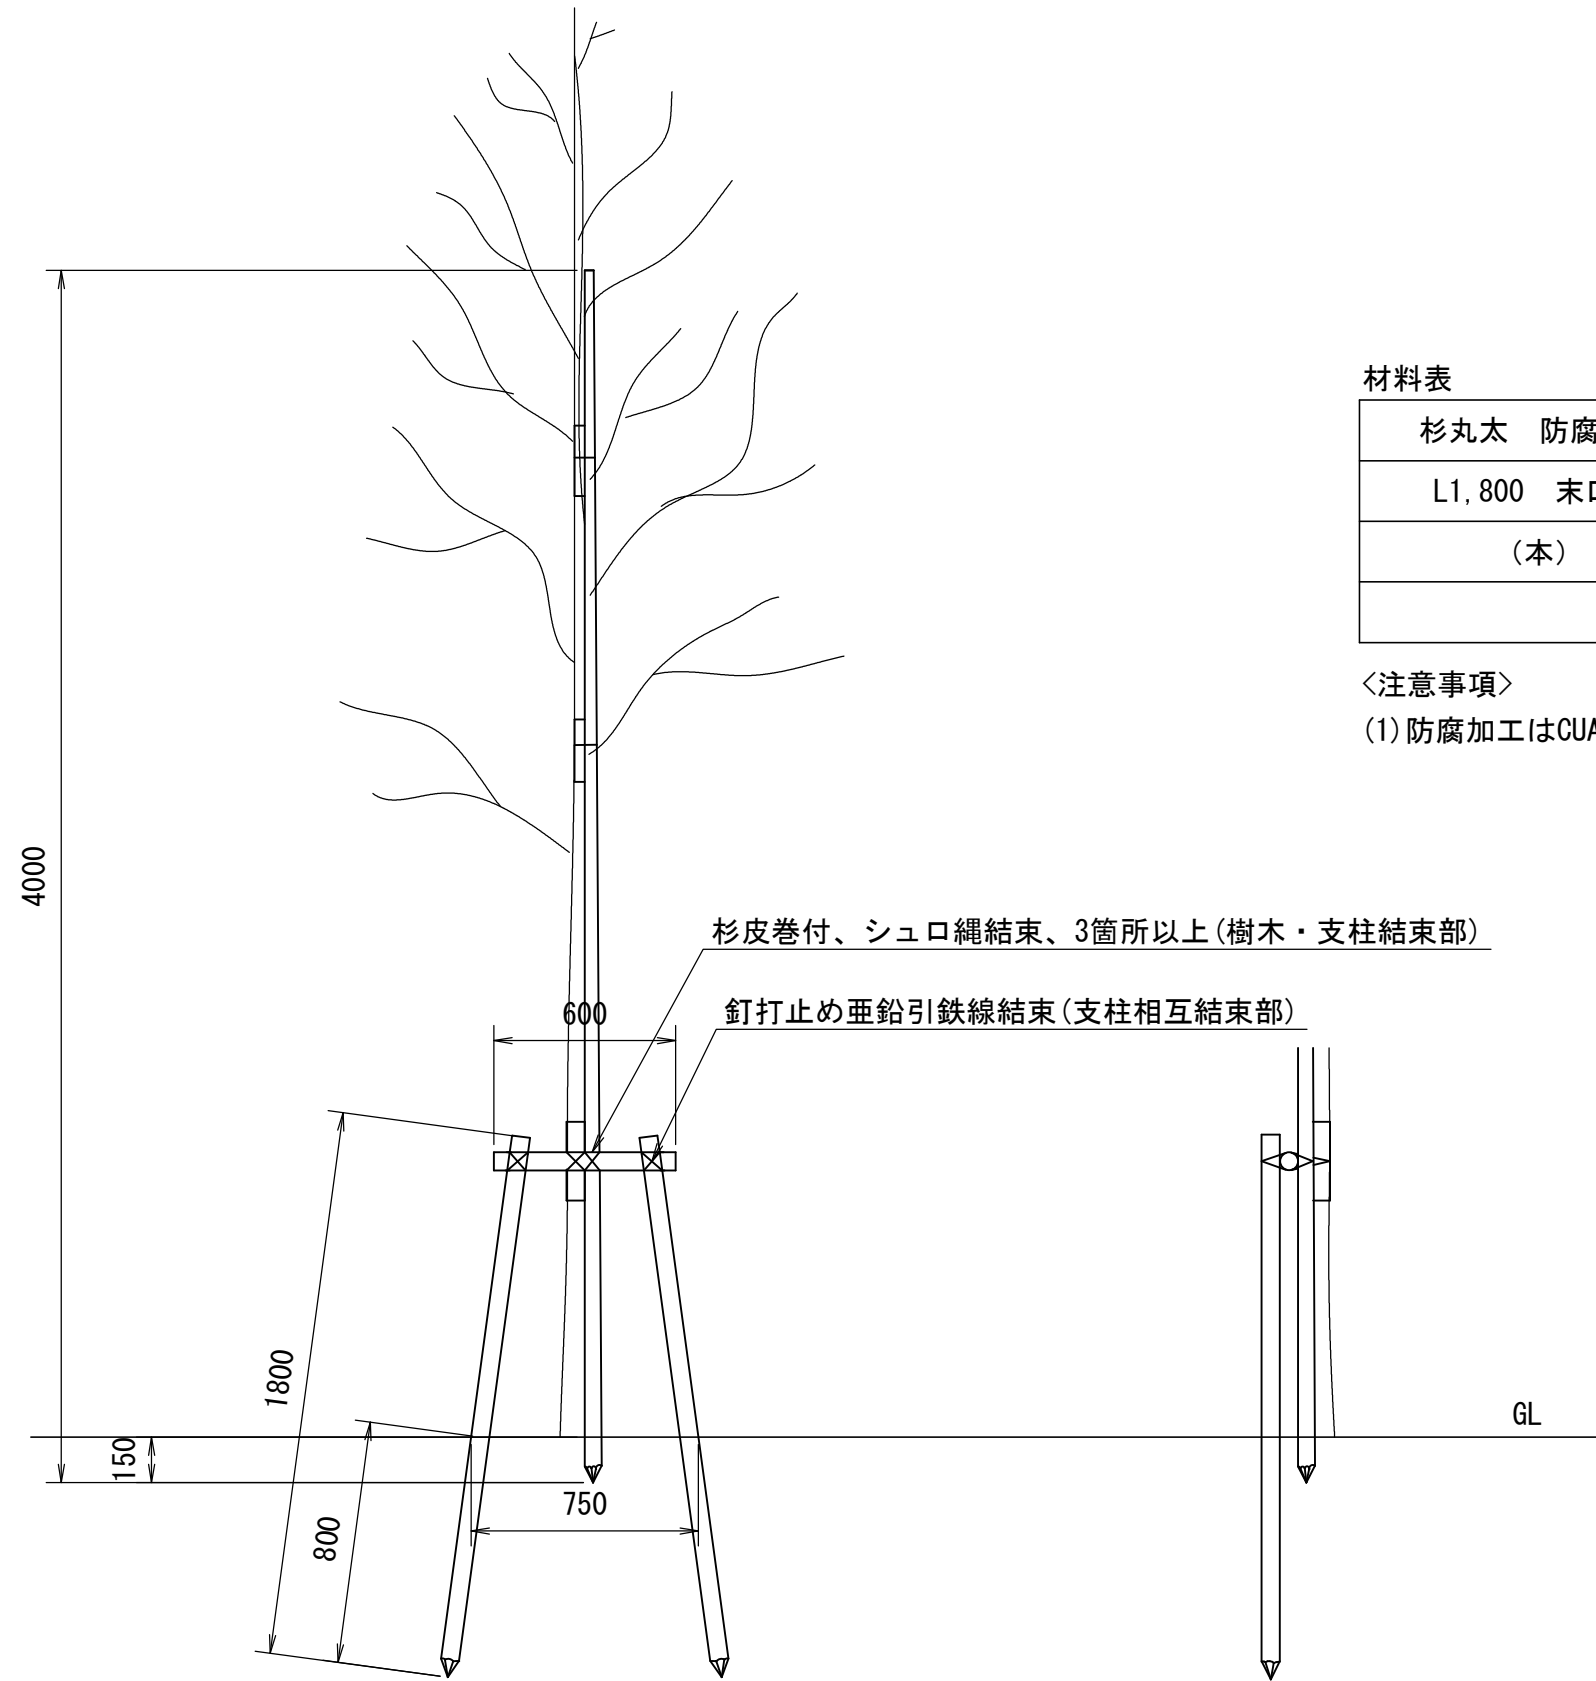 材料表
杉丸太 防腐
L1,800 末口
(本)
<注意事項>
(1)防腐加工はCUA
4000
杉皮巻付、シュロ縄結束、3箇所以上(樹木・支柱結束部)
600
釘打止め亜鉛引鉄線結束(支柱相互結束部)
1800
GL
150
750
800